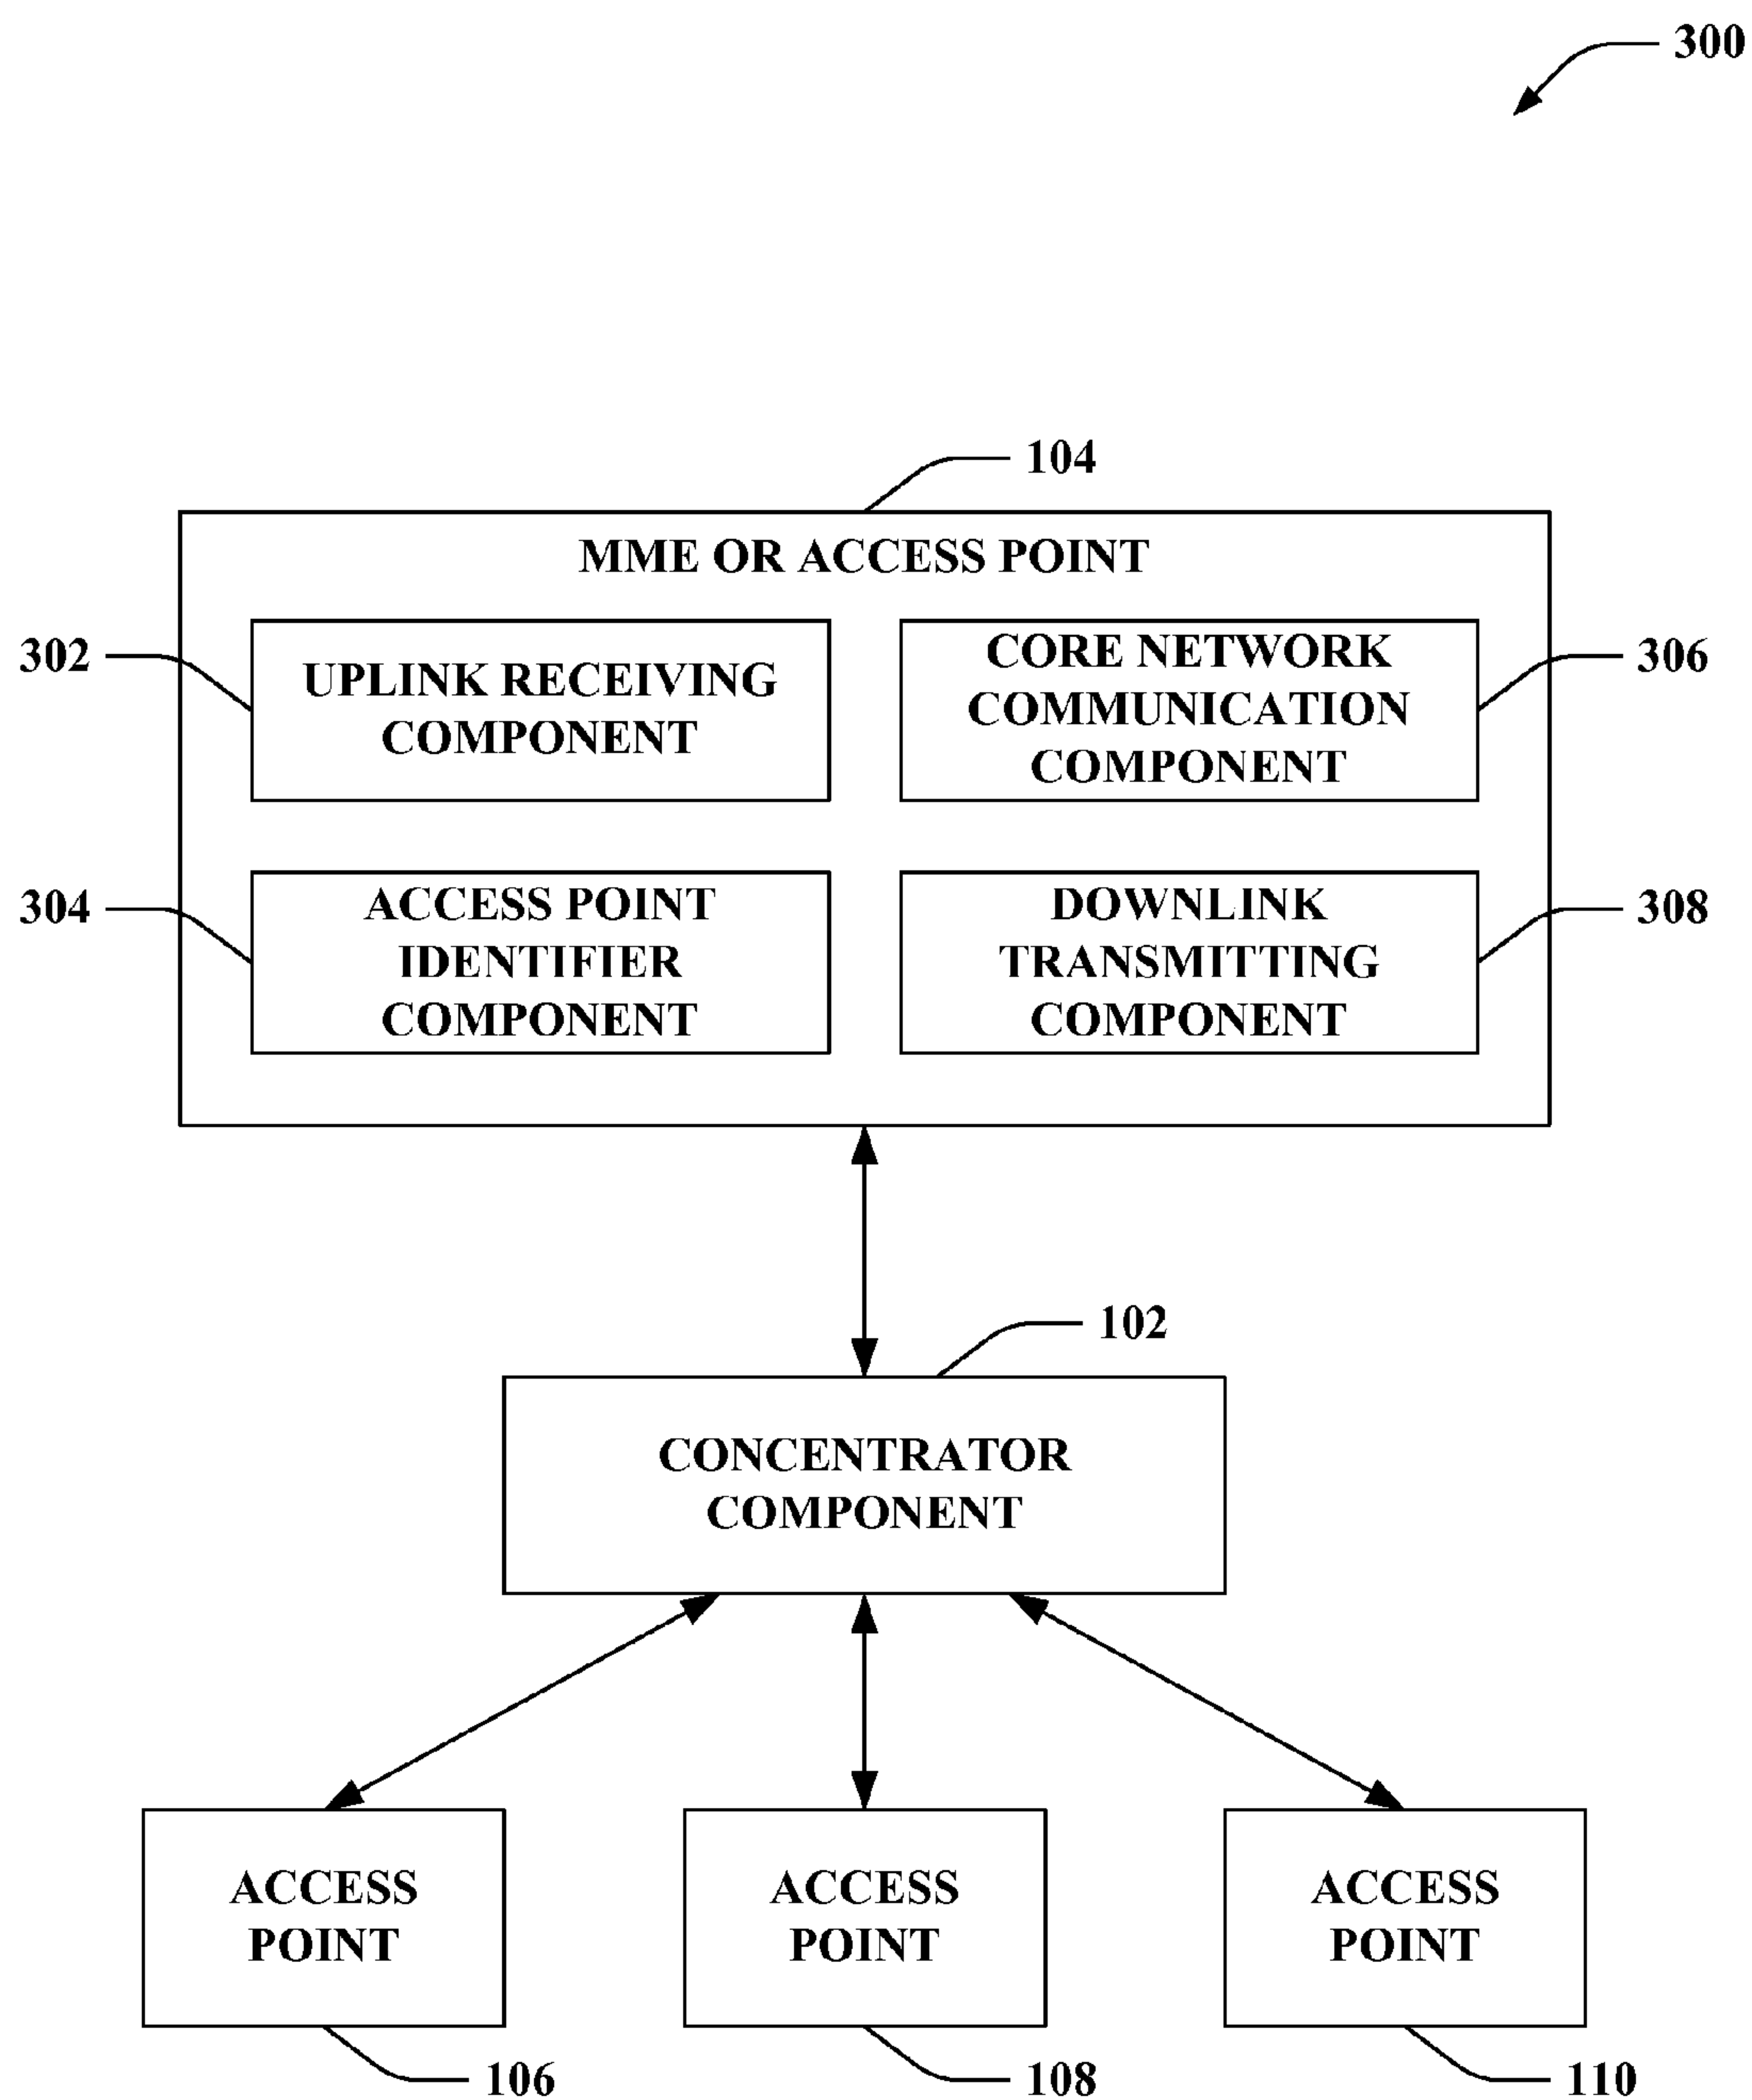 300
104
MME OR ACCESS POINT
302
UPLINK RECEIVING
COMPONENT
CORE NETWORK
COMMUNICATION
COMPONENT
306
304
ACCESS POINT
IDENTIFIER
COMPONENT
DOWNLINK
TRANSMITTING
COMPONENT
308
102
CONCENTRATOR
COMPONENT
ACCESS
POINT
ACCESS
POINT
ACCESS
POINT
106
108
110